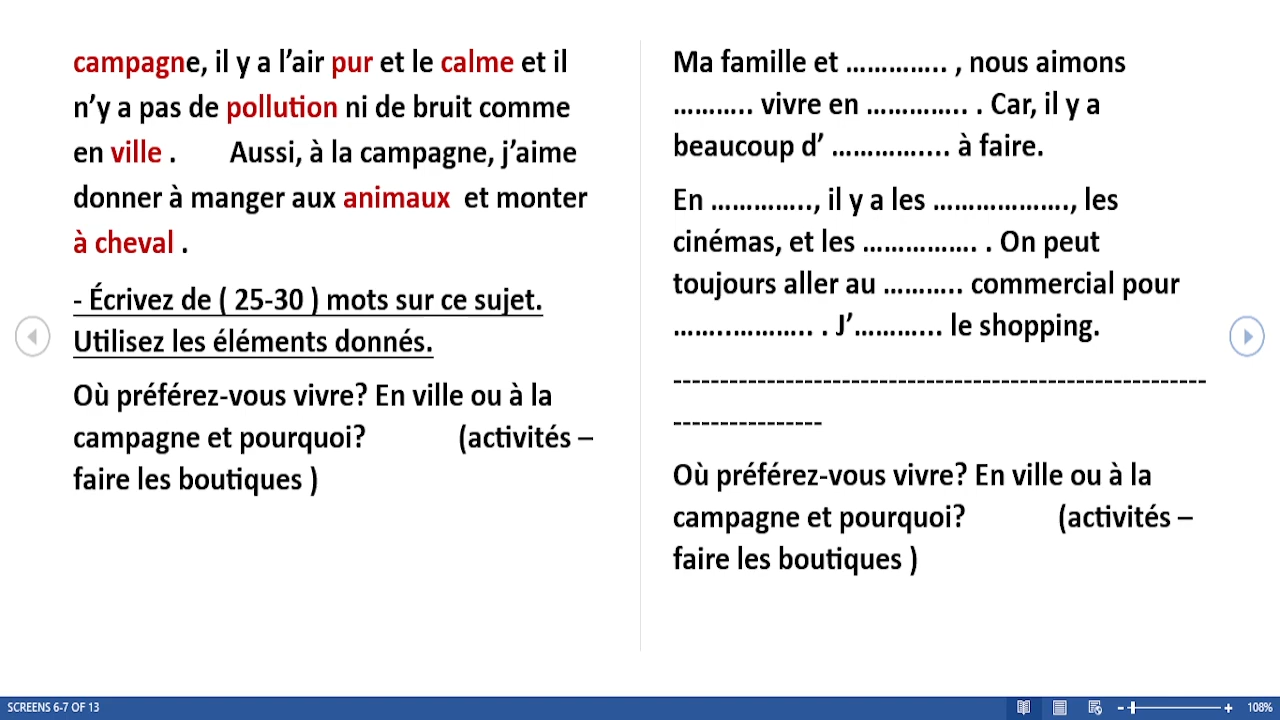 campagne, il y a l’air pur et le calme et il
n’y a pas de pollution ni de bruit comme
en ville . Aussi, à la campagne, j’aime
donner à manger aux animaux et monter
à cheval .
- Écrivez de ( 25-30 ) mots sur ce sujet.
Utilisez les éléments donnés.
Où préférez-vous vivre? En ville ou à la
campagne et pourquoi? (activités –
faire les boutiques )
Ma famille et ………….. , nous aimons
……….. vivre en ………….. . Car, il y a
beaucoup d’ ………….... à faire.
En ………….., il y a les ………………., les
cinémas, et les ……………. . On peut
toujours aller au ……….. commercial pour
……..……….. . J’………... le shopping.
---------------------------------------------------------
----------------
Où préférez-vous vivre? En ville ou à la
campagne et pourquoi? (activités –
faire les boutiques )
SCREENS 6-7 OF 13
108%